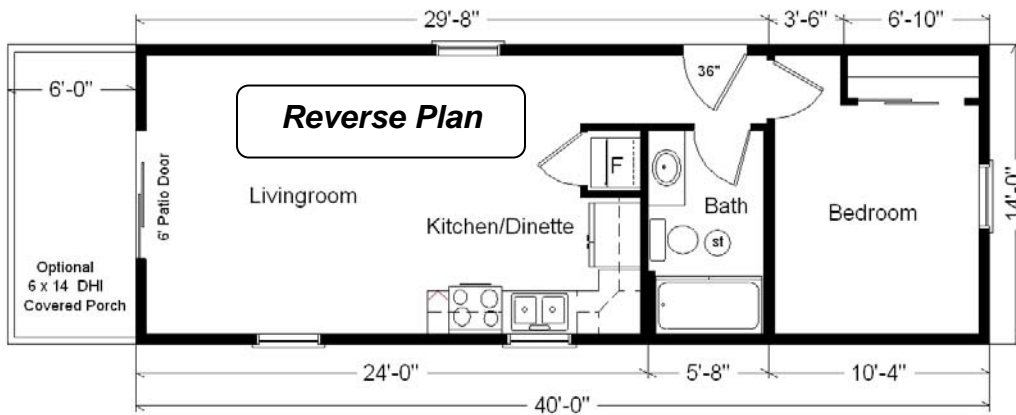 29'-8"
3'-6"
6'-10"
6'-0"
36"
Reverse Plan
F
6' Patio Door
Livingroom
Kitchen/Dinette
Bath
st
Bedroom
14'-0"
Optional
6 x 14 DHI
Covered Porch
24'-0"
5'-8"
10'-4"
40'-0"